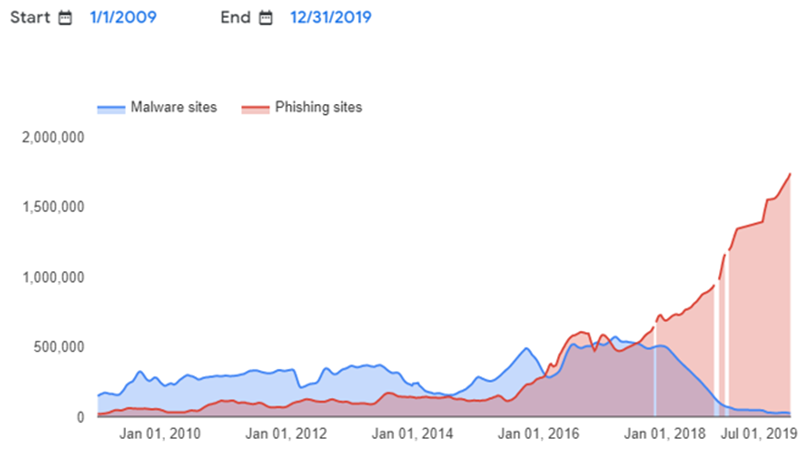 Start 1/1/2009 End 12/31/2019
Malware sites Phishing sites
2,000,000
1,500,000
1,000,000
500,000
0
Jan 01, 2010 Jan 01, 2012 Jan 01, 2014 Jan 01, 2016 Jan 01, 2018 Jul 01, 2019